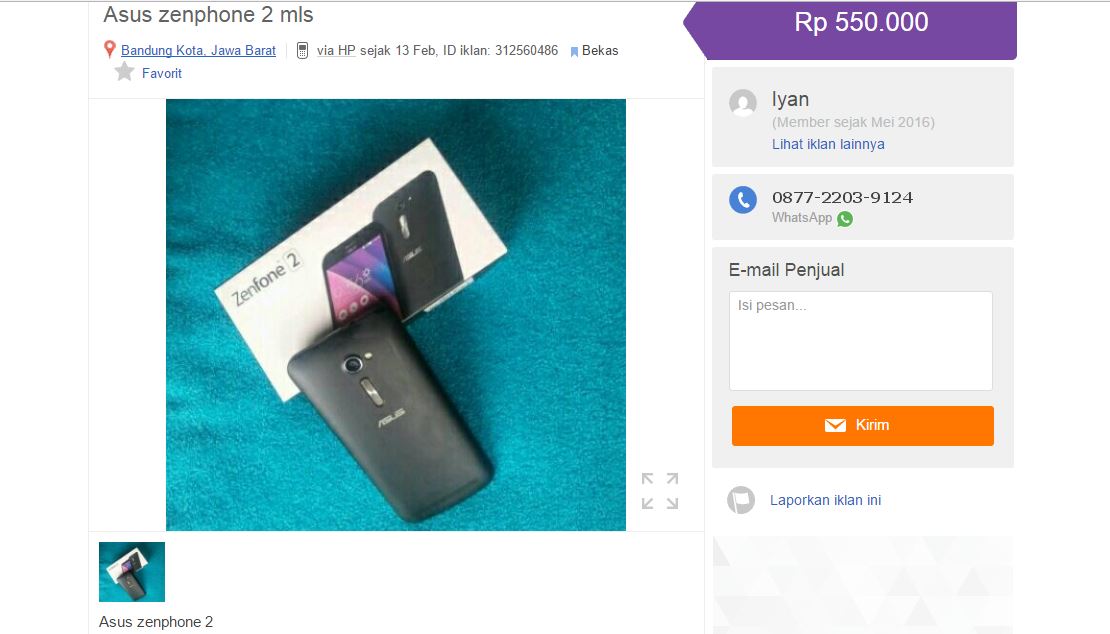 Asus zenphone 2 mls
Bandung Kota, Jawa Barat
via HP sejak 13 Feb, ID iklan: 312560486
Bekas
Favorit
Zenfone 2
ASUS
ASUS
Asus zenphone 2
Rp 550.000
Iyan
(Member sejak Mei 2016)
Lihat iklan lainnya
0877-2203-9124
WhatsApp
E-mail Penjual
Isi pesan...
Kirim
Laporkan iklan ini